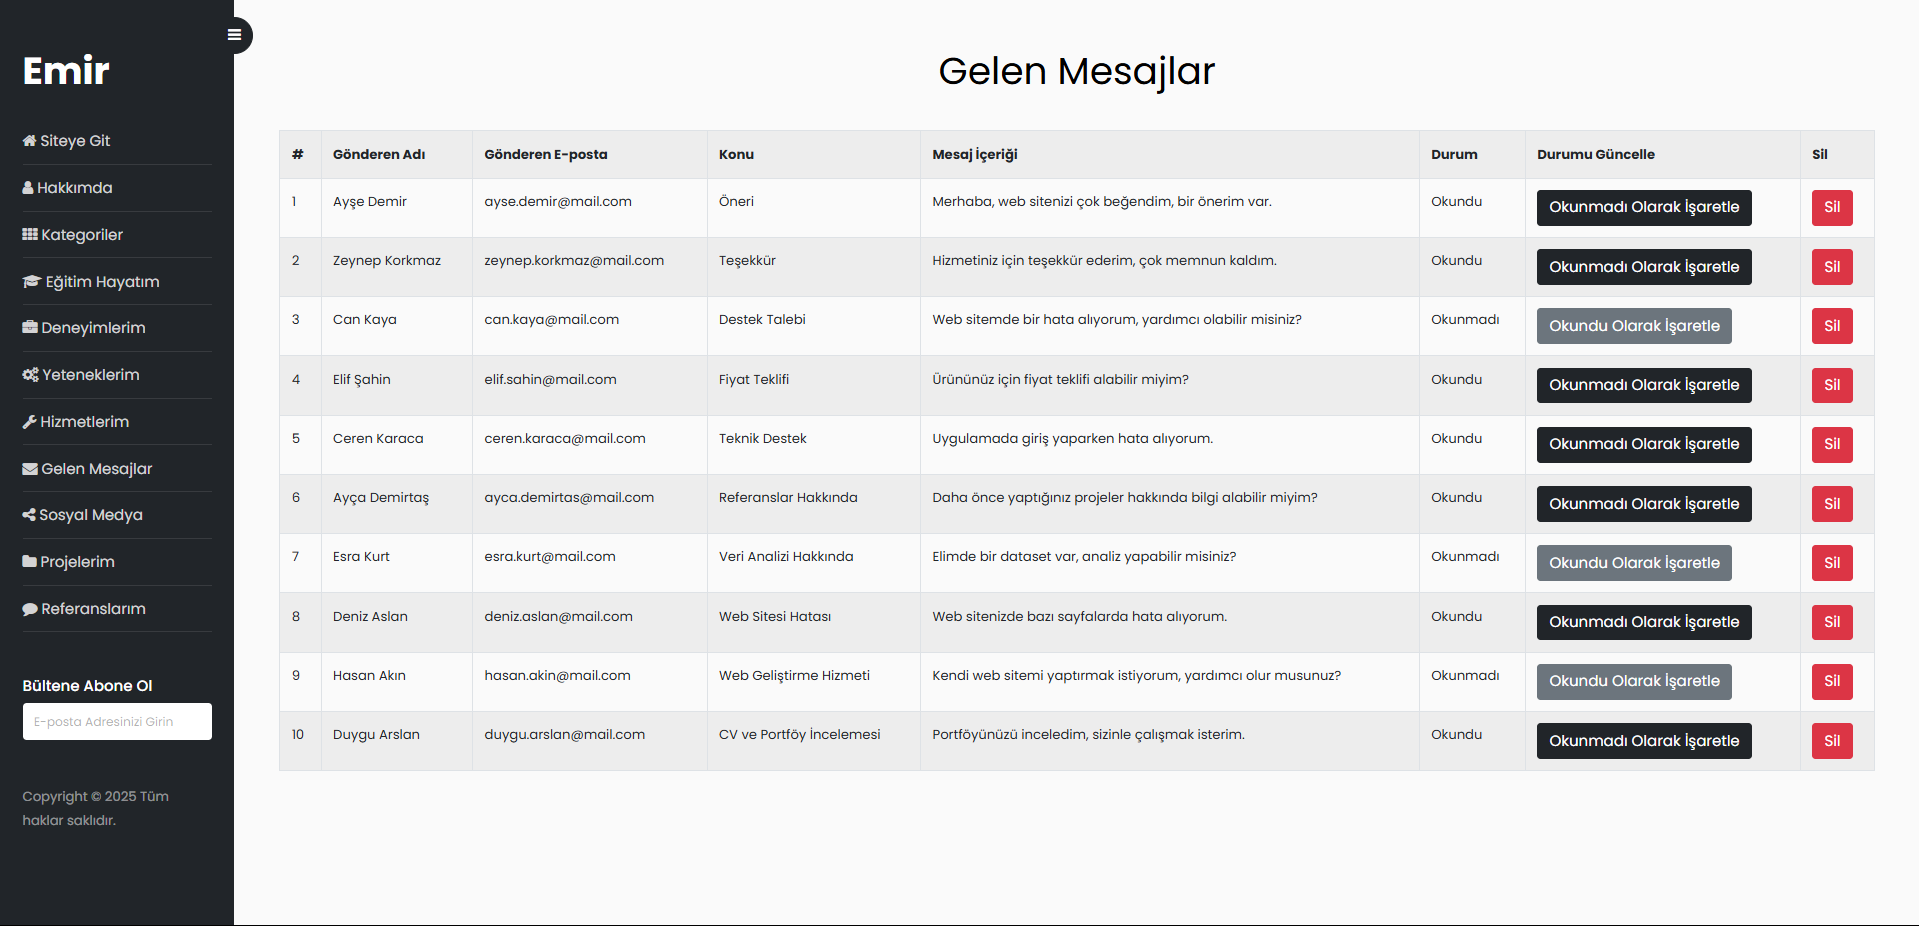 Emir
Siteye Git
Hakkımda
Kategoriler
Eğitim Hayatım
Deneyimlerim
Yeteneklerim
Hizmetlerim
Gelen Mesajlar
Sosyal Medya
Projelerim
Referanslarım
Bültene Abone Ol
E-posta Adresinizi Girin
Copyright © 2025 Tüm
haklar saklıdır.
Gelen Mesajlar
# Gönderen Adı Gönderen E-posta Konu Mesaj İçeriği Durum Durumu Güncelle Sil
1 Ayşe Demir ayse.demir@mail.com Öneri Merhaba, web sitenizi çok beğendim, bir önerim var. Okundu Okunmadı Olarak İşaretle Sil
2 Zeynep Korkmaz zeynep.korkmaz@mail.com Teşekkür Hizmetiniz için teşekkür ederim, çok memnun kaldım. Okundu Okunmadı Olarak İşaretle Sil
3 Can Kaya can.kaya@mail.com Destek Talebi Web sitemde bir hata alıyorum, yardımcı olabilir misiniz? Okunmadı Okundu Olarak İşaretle Sil
4 Elif Şahin elif.sahin@mail.com Fiyat Teklifi Ürününüz için fiyat teklifi alabilir miyim? Okundu Okunmadı Olarak İşaretle Sil
5 Ceren Karaca ceren.karaca@mail.com Teknik Destek Uygulamada giriş yaparken hata alıyorum. Okundu Okunmadı Olarak İşaretle Sil
6 Ayça Demirtaş ayca.demirtas@mail.com Referanslar Hakkında Daha önce yaptığınız projeler hakkında bilgi alabilir miyim? Okundu Okunmadı Olarak İşaretle Sil
7 Esra Kurt esra.kurt@mail.com Veri Analizi Hakkında Elimde bir dataset var, analiz yapabilir misiniz? Okunmadı Okundu Olarak İşaretle Sil
8 Deniz Aslan deniz.aslan@mail.com Web Sitesi Hatası Web sitenizde bazı sayfalarda hata alıyorum. Okundu Okunmadı Olarak İşaretle Sil
9 Hasan Akın hasan.akin@mail.com Web Geliştirme Hizmeti Kendi web sitemi yaptırmak istiyorum, yardımcı olur musunuz? Okunmadı Okundu Olarak İşaretle Sil
10 Duygu Arslan duygu.arslan@mail.com CV ve Portföy İncelemesi Portföyünüzü inceledim, sizinle çalışmak isterim. Okundu Okunmadı Olarak İşaretle Sil